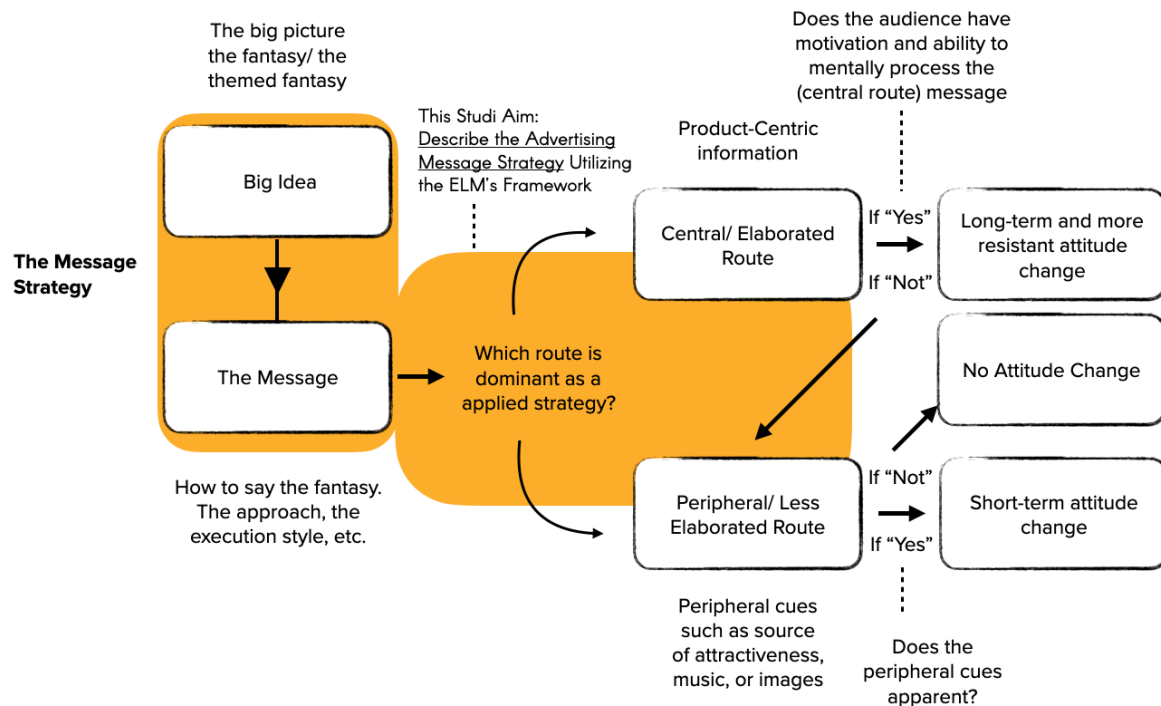 The big picture
the fantasy/ the
themed fantasy
Big Idea
The Message
Strategy
The Message
How to say the fantasy.
The approach, the
execution style, etc.
This Studi Aim:
Describe the Advertising
Message Strategy Utilizing
the ELM's Framework
Which route is
dominant as a
applied strategy?
Product-Centric
information
Central/ Elaborated
Route
Does the audience have
motivation and ability to
mentally process the
(central route) message
If "Yes"
If "Not"
Long-term and more
resistant attitude
change
No Attitude Change
Peripheral/ Less
Elaborated Route
If "Not"
If "Yes"
Short-term attitude
change
Peripheral cues
such as source
of attractiveness,
music, or images
Does the
peripheral cues
apparent?